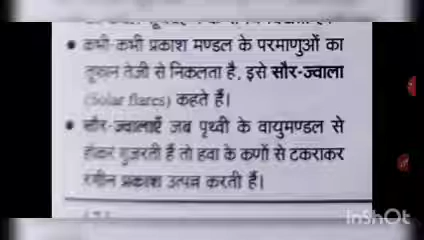 • कभी-कभी प्रकाश मण्डल के परमाणुओं का
तूफान तेजी से निकलता है, इसे सौर-ज्वाला
(Solar flares) कहते हैं।
• सौर-ज्वालाएँ जब पृथ्वी के वायुमण्डल से
होकर गुजरती हैं तो हवा के कणों से टकराकर
रंगीन प्रकाश उत्पन्न करती हैं।
InShOt